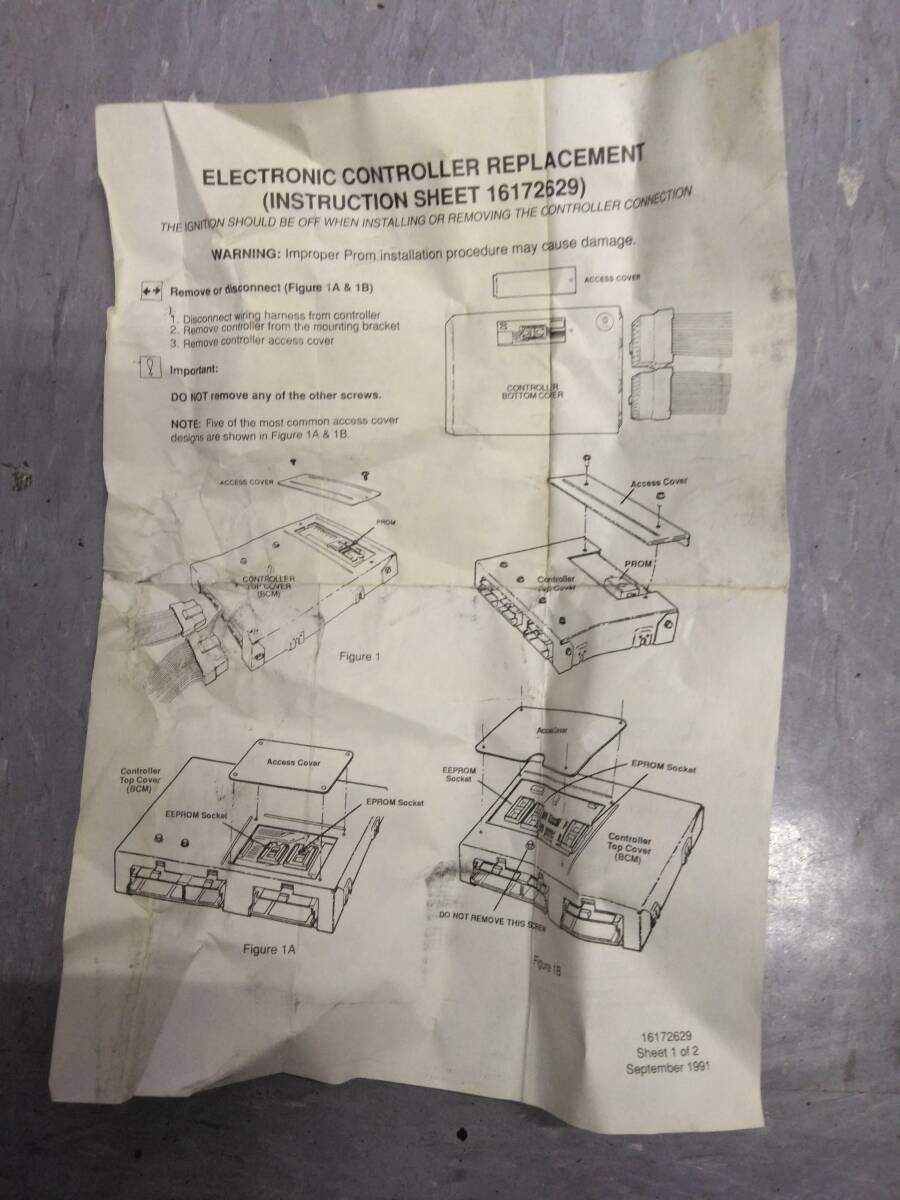 ELECTRONIC CONTROLLER REPLACEMENT
(INSTRUCTION SHEET 16172629)
THE IGNITION SHOULD BE OFF WHEN INSTALLING OR REMOVING THE CONTROLLER CONNECTION
WARNING: Improper Prom installation procedure may cause damage.
Remove or disconnect (Figure 1A & 1B)
1. Disconnect wiring harness from controller
2. Remove controller from the mounting bracket
3. Remove controller access cover
Important:
DO NOT remove any of the other screws.
NOTE: Five of the most common access cover
designs are shown in Figure 1A & 1B.
ACCESS COVER
CONTROLLER
BOTTOM COVER
ACCESS COVER
PROM
CONTROLLER
TOP COVER
(BCM)
Figure 1
Access Cover
PROM
Controller
Top Cover
Controller
Top Cover
(BCM)
Access Cover
EEPROM Socket
EPROM Socket
Figure 1A
Access Cover
EEPROM
Socket
EPROM Socket
Controller
Top Cover
(BCM)
DO NOT REMOVE THIS SCREW
Figure 1B
16172629
Sheet 1 of 2
September 1991